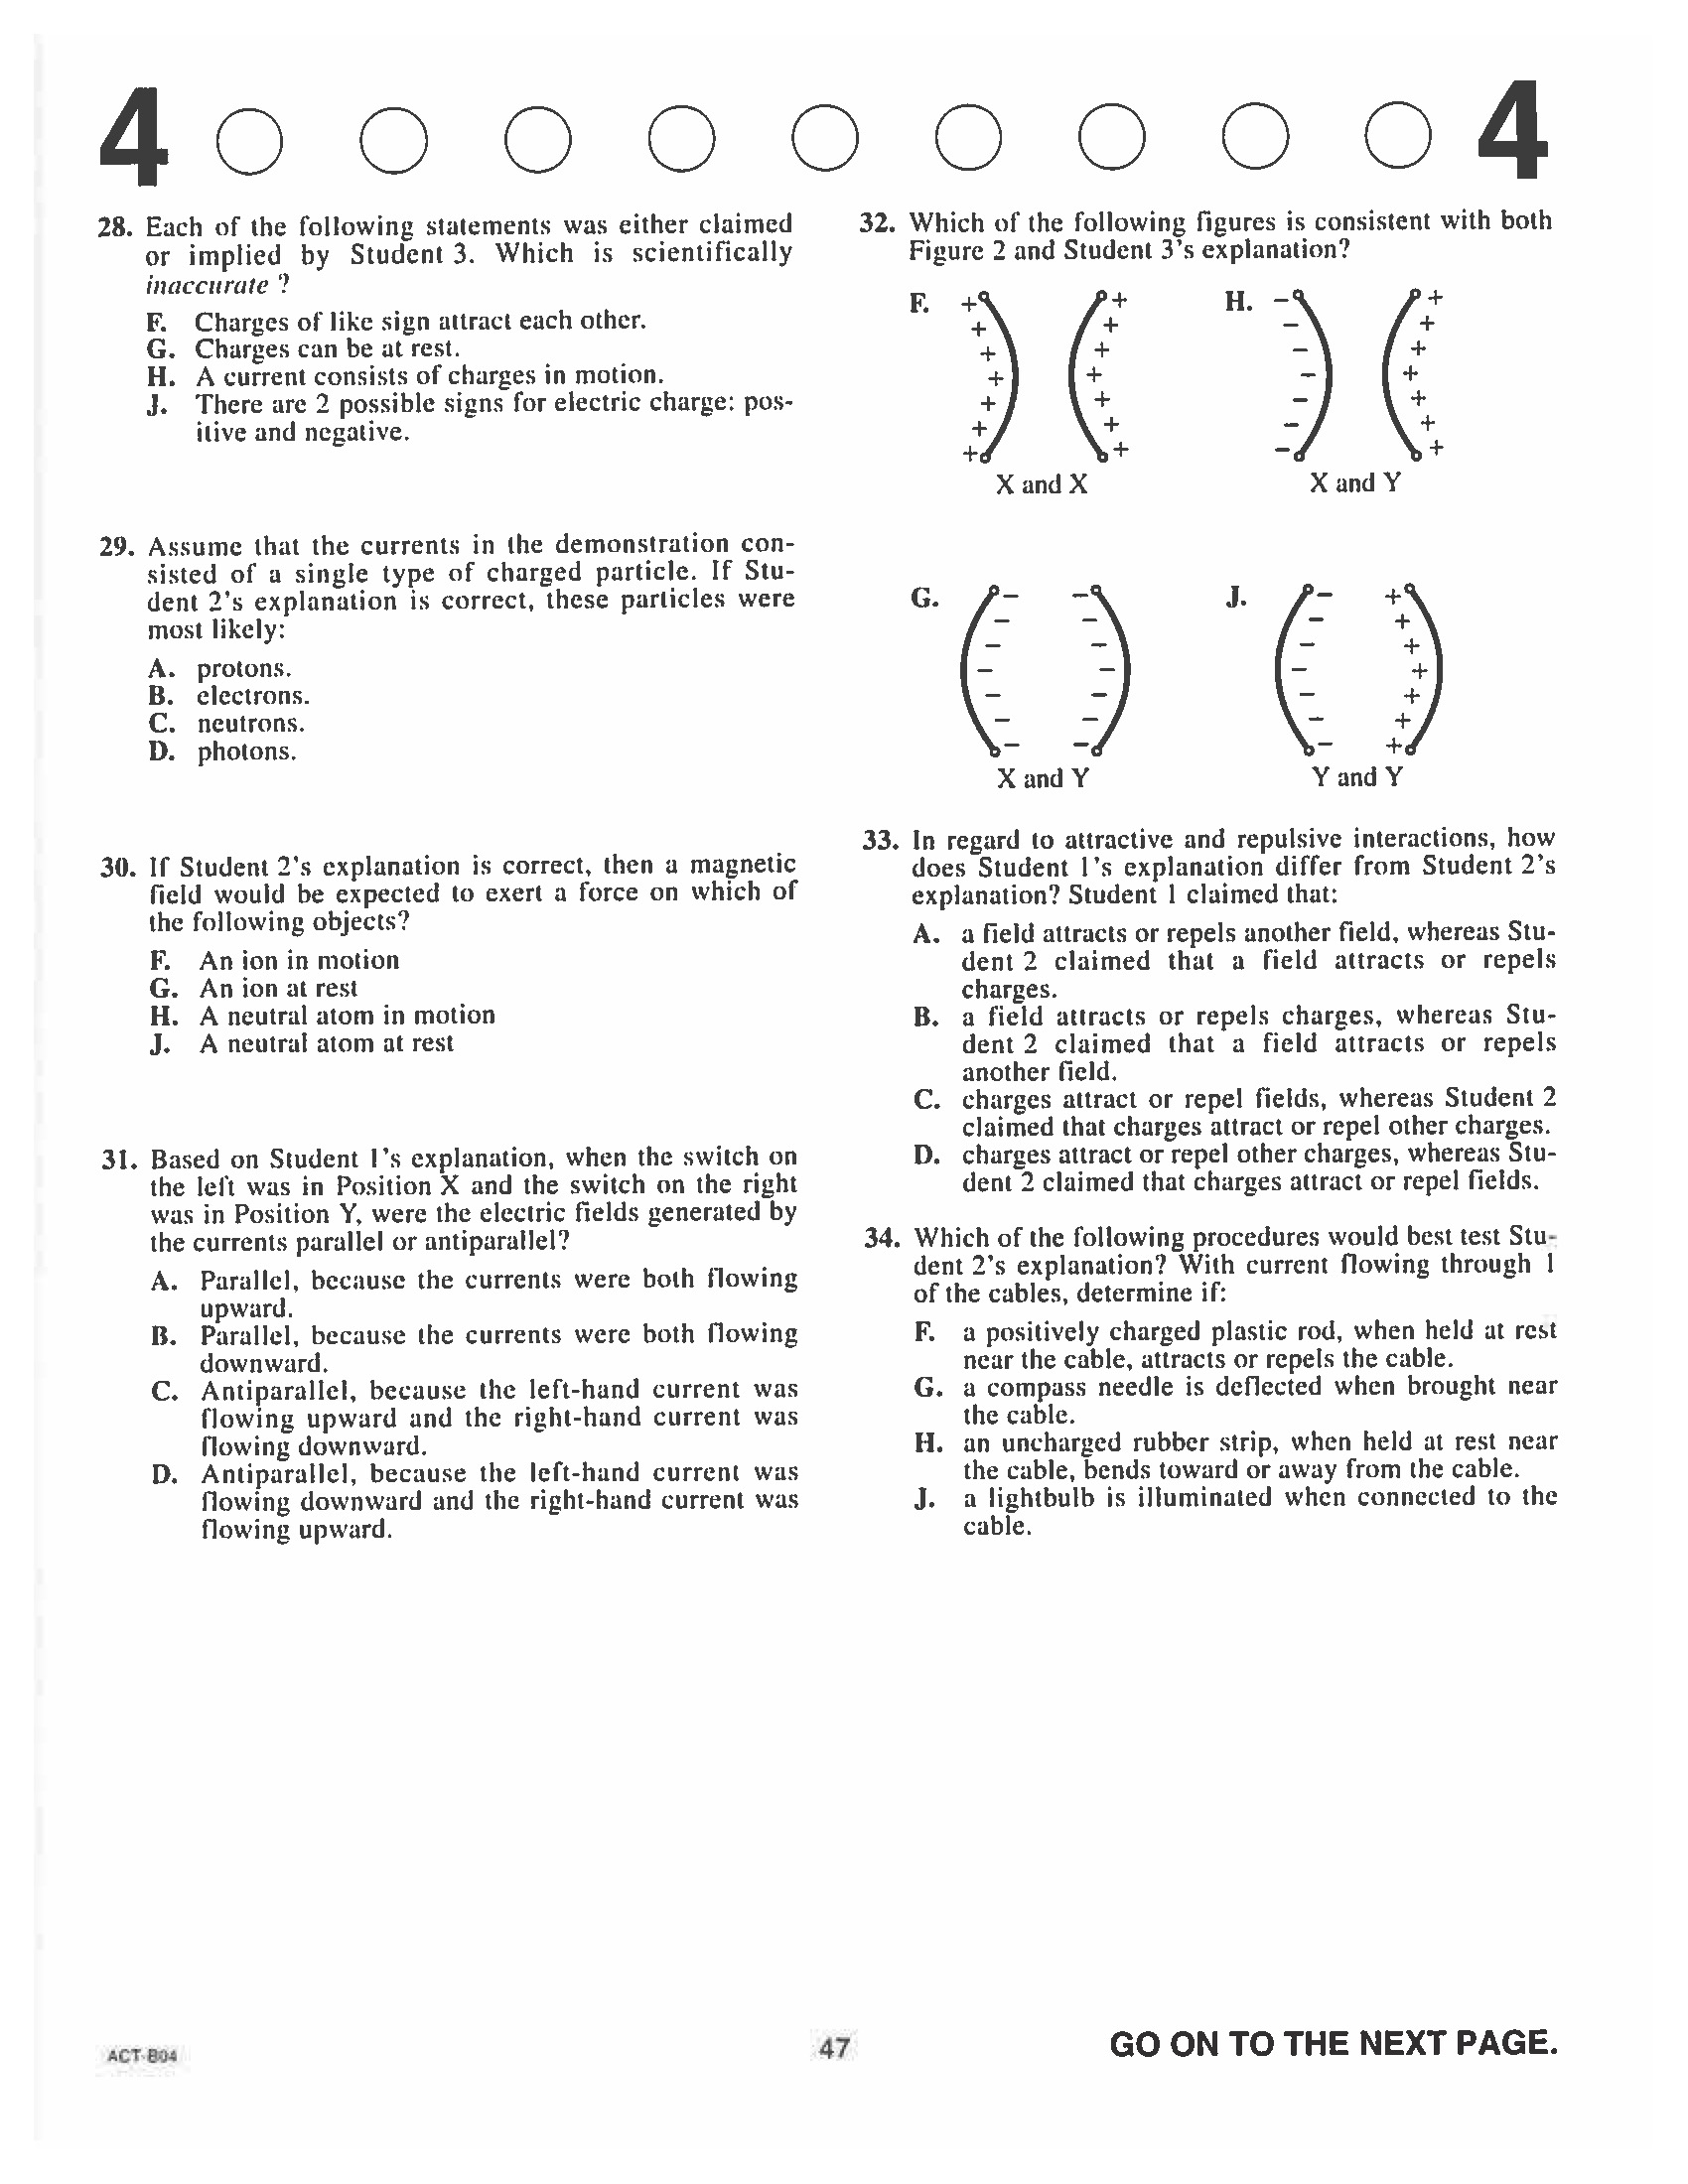 4 4
28. Each of the following statements was either claimed
or implied by Student 3. Which is scientifically
inaccurate ?
F. Charges of like sign attract each other.
G. Charges can be at rest.
H. A current consists of charges in motion.
J. There are 2 possible signs for electric charge: pos-
itive and negative.
29. Assume that the currents in the demonstration con-
sisted of a single type of charged particle. If Stu-
dent 2's explanation is correct, these particles were
most likely:
A. protons.
B. electrons.
C. neutrons.
D. photons.
30. If Student 2's explanation is correct, then a magnetic
field would be expected to exert a force on which of
the following objects?
F. An ion in motion
G. An ion at rest
H. A neutral atom in motion
J. A neutral atom at rest
31. Based on Student 1's explanation, when the switch on
the left was in Position X and the switch on the right
was in Position Y, were the electric fields generated by
the currents parallel or antiparallel?
A. Parallel, because the currents were both flowing
upward.
B. Parallel, because the currents were both flowing
downward.
C. Antiparallel, because the left-hand current was
flowing upward and the right-hand current was
flowing downward.
D. Antiparallel, because the left-hand current was
flowing downward and the right-hand current was
flowing upward.
32. Which of the following figures is consistent with both
Figure 2 and Student 3's explanation?
F. + + + + + + + + + + + + + +
X and X
H. - - - - - - - + + + + + + +
X and Y
G. - - - - - - - - - - - - - -
X and Y
J. - - - - - - - + + + + + + +
Y and Y
33. In regard to attractive and repulsive interactions, how
does Student 1's explanation differ from Student 2's
explanation? Student 1 claimed that:
A. a field attracts or repels another field, whereas Stu-
dent 2 claimed that a field attracts or repels
charges.
B. a field attracts or repels charges, whereas Stu-
dent 2 claimed that a field attracts or repels
another field.
C. charges attract or repel fields, whereas Student 2
claimed that charges attract or repel other charges.
D. charges attract or repel other charges, whereas Stu-
dent 2 claimed that charges attract or repel fields.
34. Which of the following procedures would best test Stu-
dent 2's explanation? With current flowing through 1
of the cables, determine if:
F. a positively charged plastic rod, when held at rest
near the cable, attracts or repels the cable.
G. a compass needle is deflected when brought near
the cable.
H. an uncharged rubber strip, when held at rest near
the cable, bends toward or away from the cable.
J. a lightbulb is illuminated when connected to the
cable.
ACT-B04
47
GO ON TO THE NEXT PAGE.